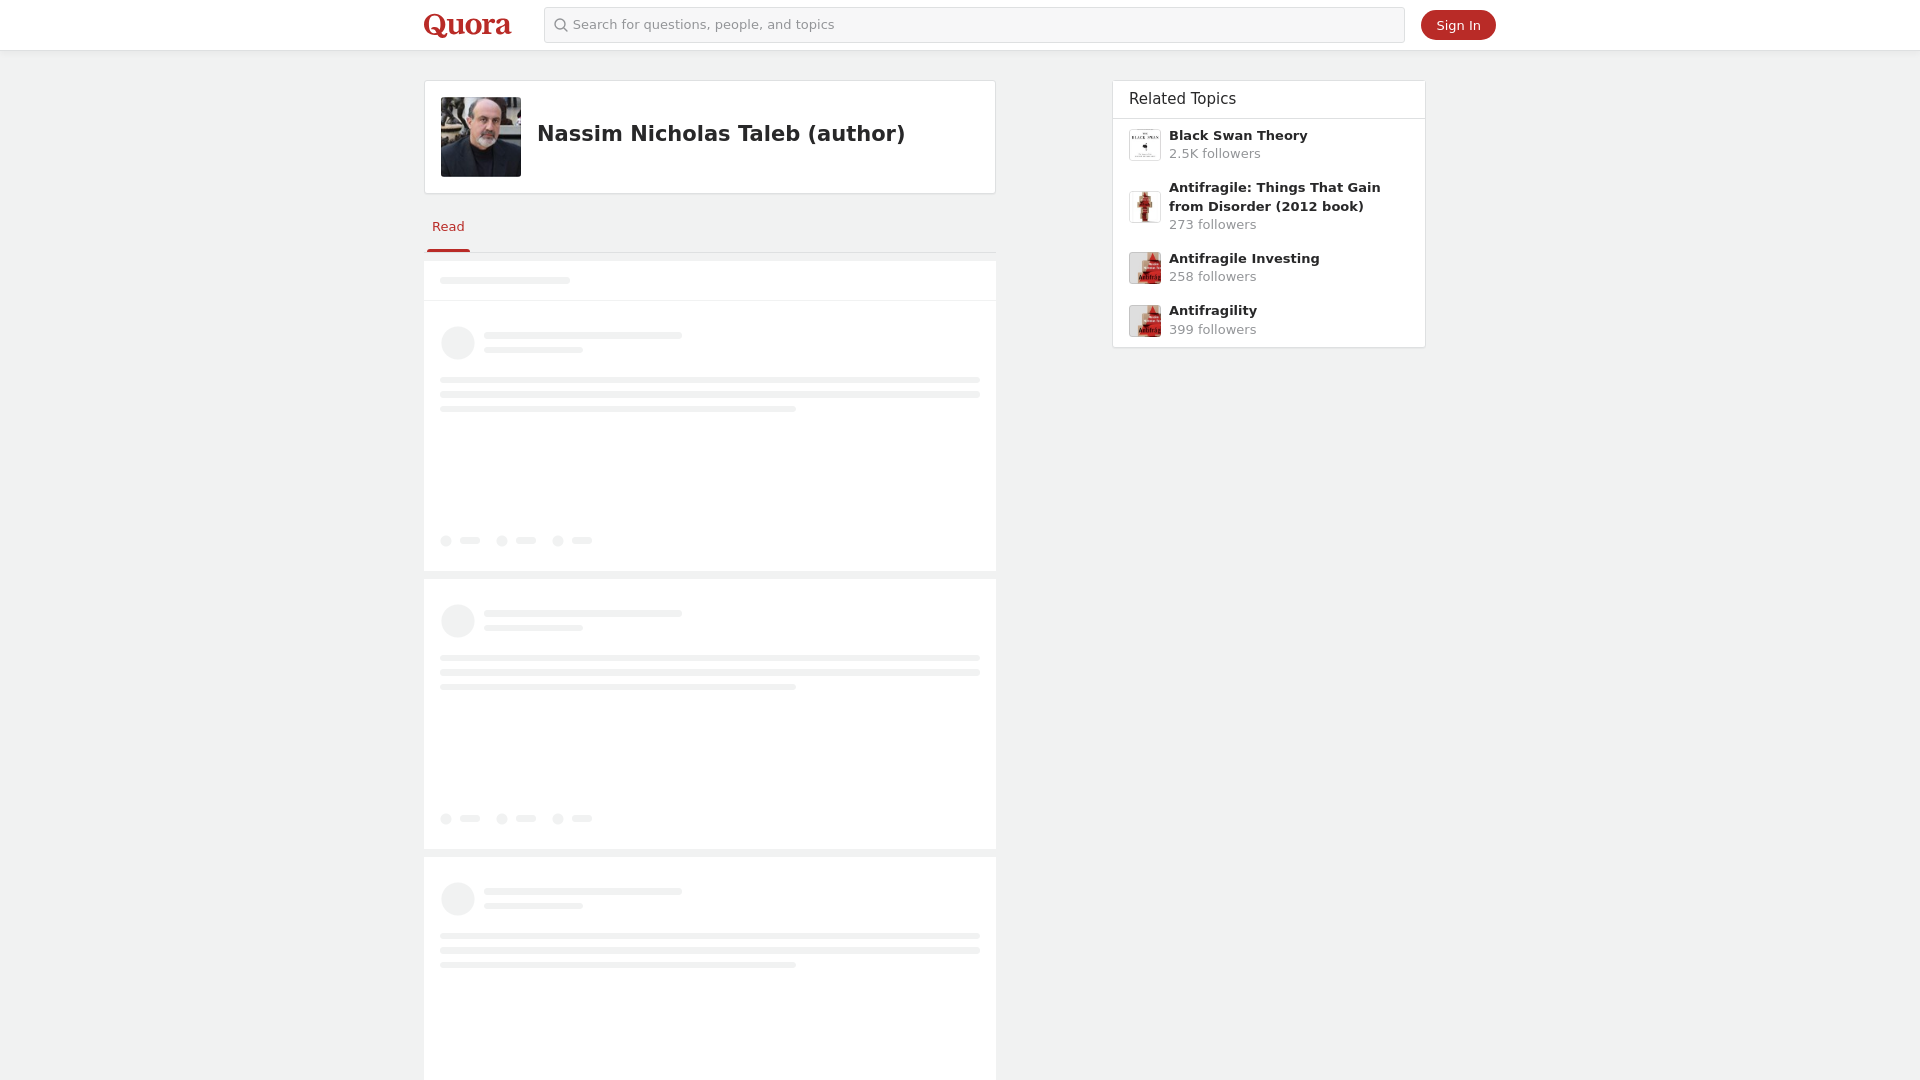 Quora
Search for questions, people, and topics
Sign In
Nassim Nicholas Taleb (author)
Read
Related Topics
BLACK SWAN
Black Swan Theory
2.5K followers
Antifragile: Things That Gain
from Disorder (2012 book)
273 followers
Antifragile Investing
258 followers
Antifragility
399 followers